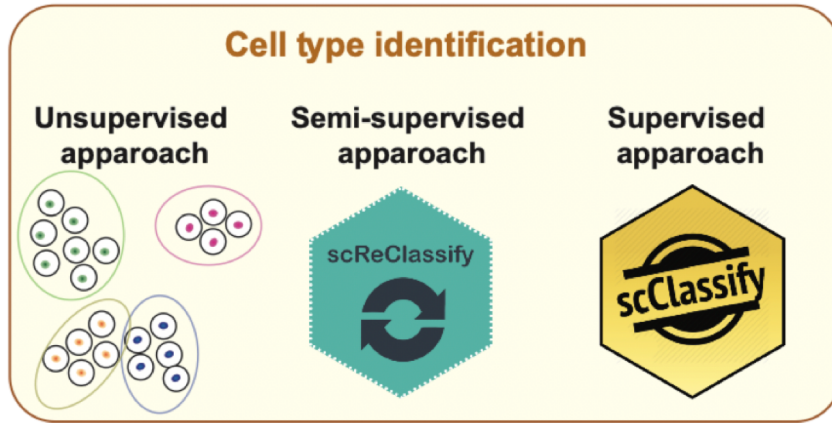 Cell type identification
Unsupervised
apparoach
Semi-supervised
apparoach
Supervised
apparoach
scReClassify
scClassify